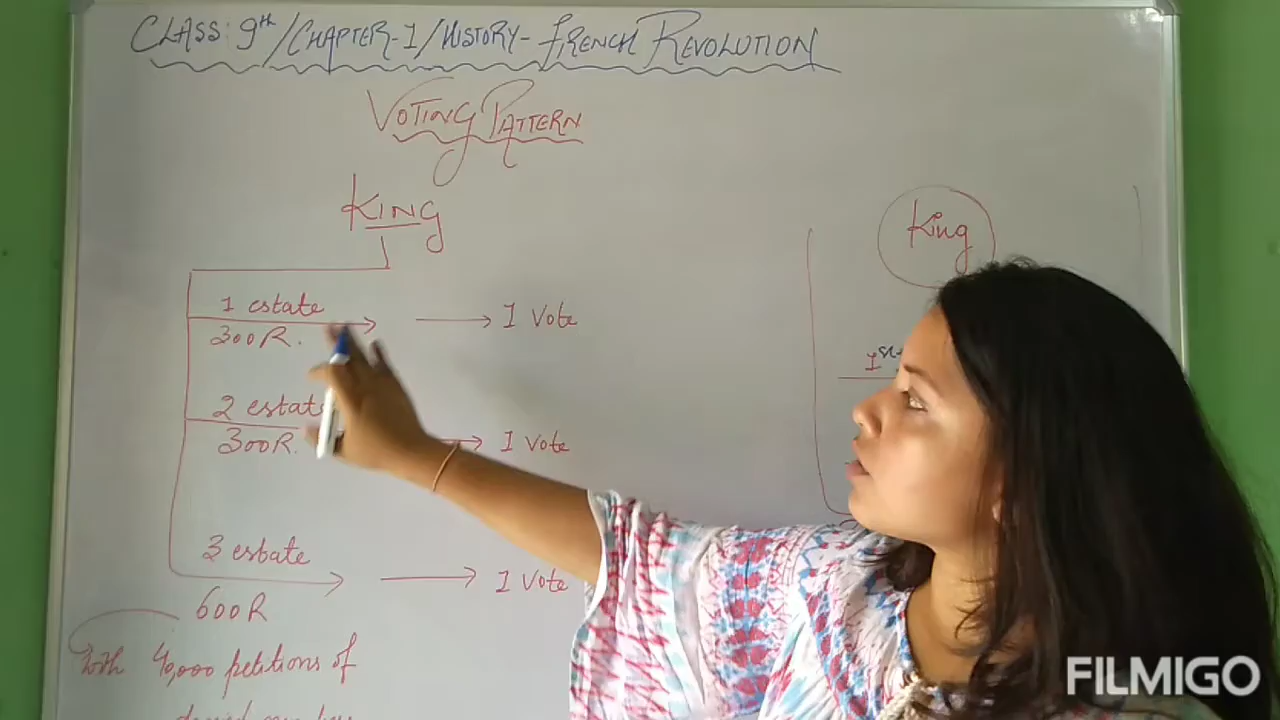 CLASS: 9th/CHAPTER-1/HISTORY- FRENCH REVOLUTION
VOTING PATTERN
KING
King
1 estate
300R.
1 Vote
1st
2 estate
300R.
1 Vote
3 estate
600R
1 Vote
with 40,000 petitions of
FILMIGO